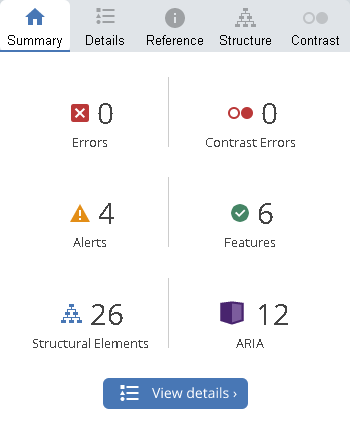 Summary Details Reference Structure Contrast
0 0
Errors Contrast Errors
4 6
Alerts Features
26 12
Structural Elements ARIA
View details ›